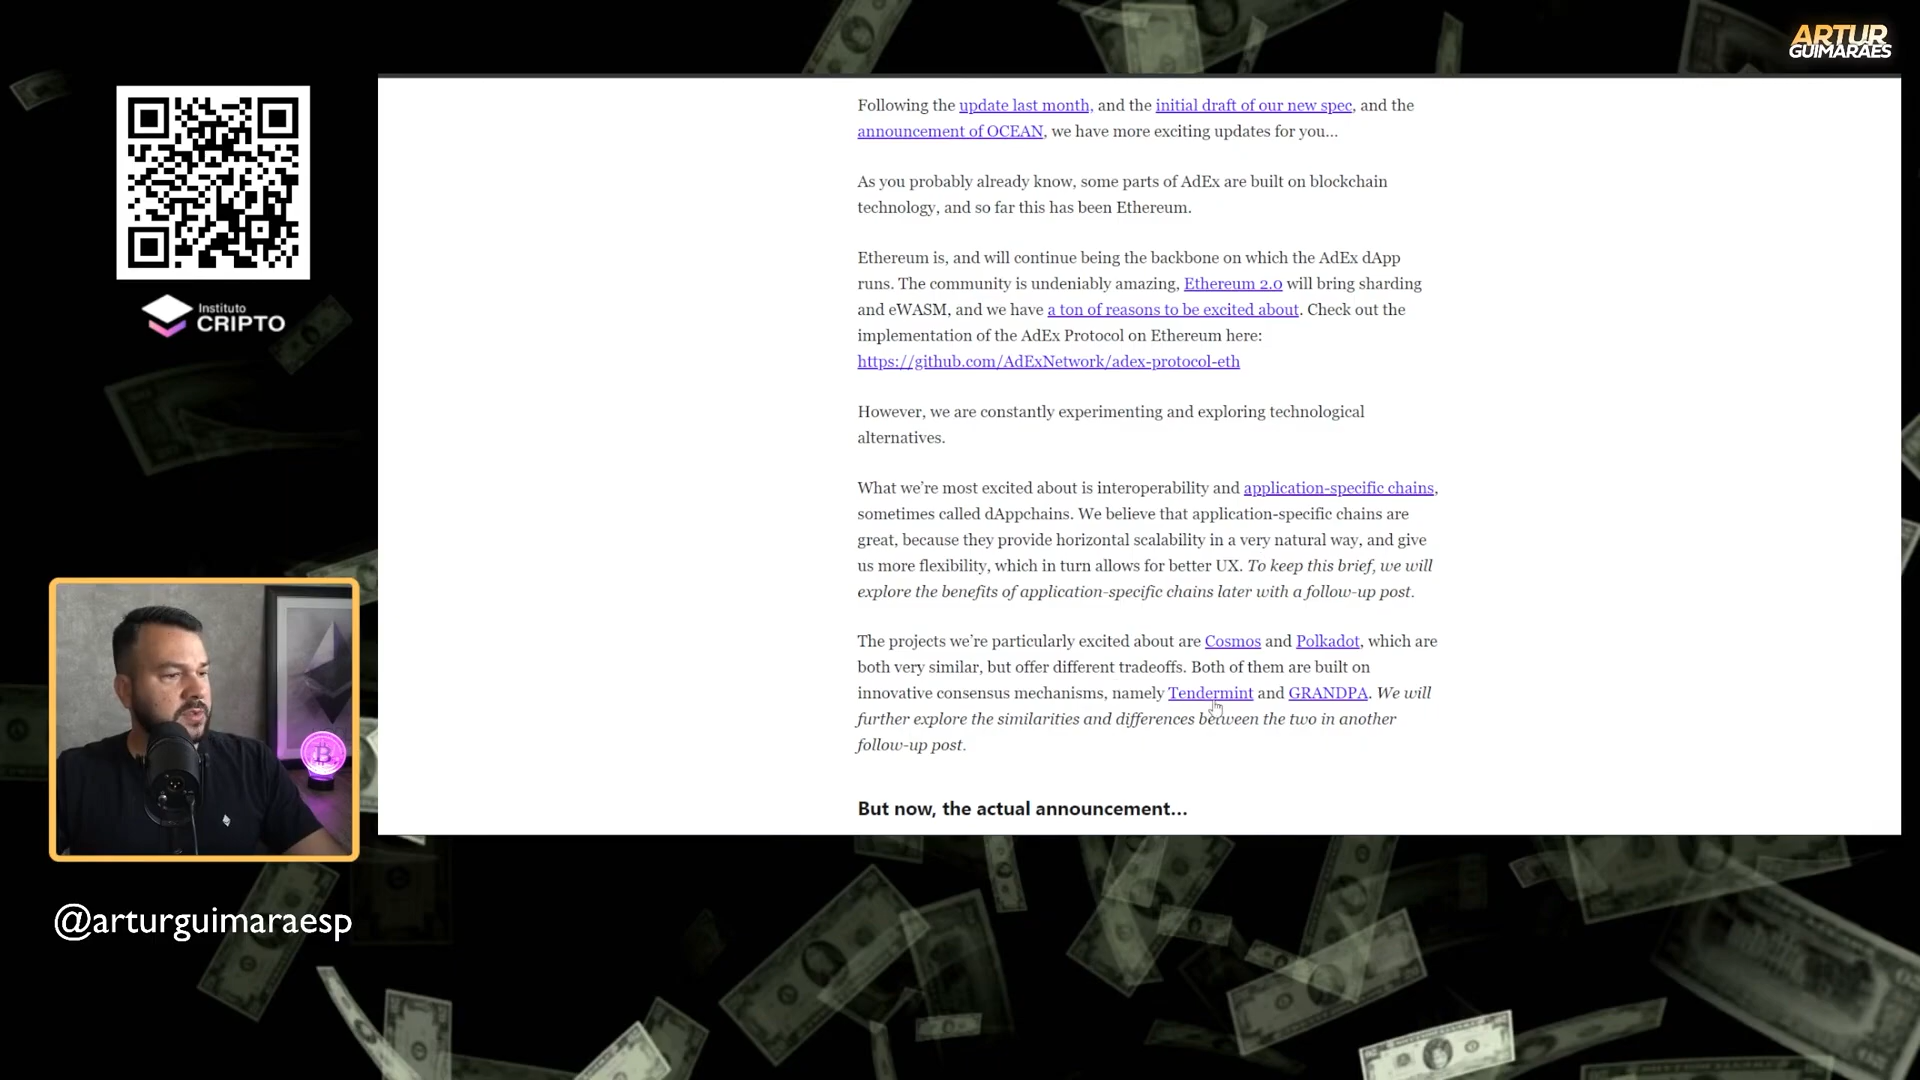 ARTUR
GUIMARÃES
Instituto
CRIPTO
Following the update last month, and the initial draft of our new spec, and the
announcement of OCEAN, we have more exciting updates for you…
As you probably already know, some parts of AdEx are built on blockchain
technology, and so far this has been Ethereum.
Ethereum is, and will continue being the backbone on which the AdEx dApp
runs. The community is undeniably amazing, Ethereum 2.0 will bring sharding
and eWASM, and we have a ton of reasons to be excited about. Check out the
implementation of the AdEx Protocol on Ethereum here:
https://github.com/AdExNetwork/adex-protocol-eth
However, we are constantly experimenting and exploring technological
alternatives.
What we’re most excited about is interoperability and application-specific chains,
sometimes called dAppchains. We believe that application-specific chains are
great, because they provide horizontal scalability in a very natural way, and give
us more flexibility, which in turn allows for better UX. To keep this brief, we will
explore the benefits of application-specific chains later with a follow-up post.
The projects we’re particularly excited about are Cosmos and Polkadot, which are
both very similar, but offer different tradeoffs. Both of them are built on
innovative consensus mechanisms, namely Tendermint and GRANDPA. We will
further explore the similarities and differences between the two in another
follow-up post.
But now, the actual announcement…
@arturguimaraesp